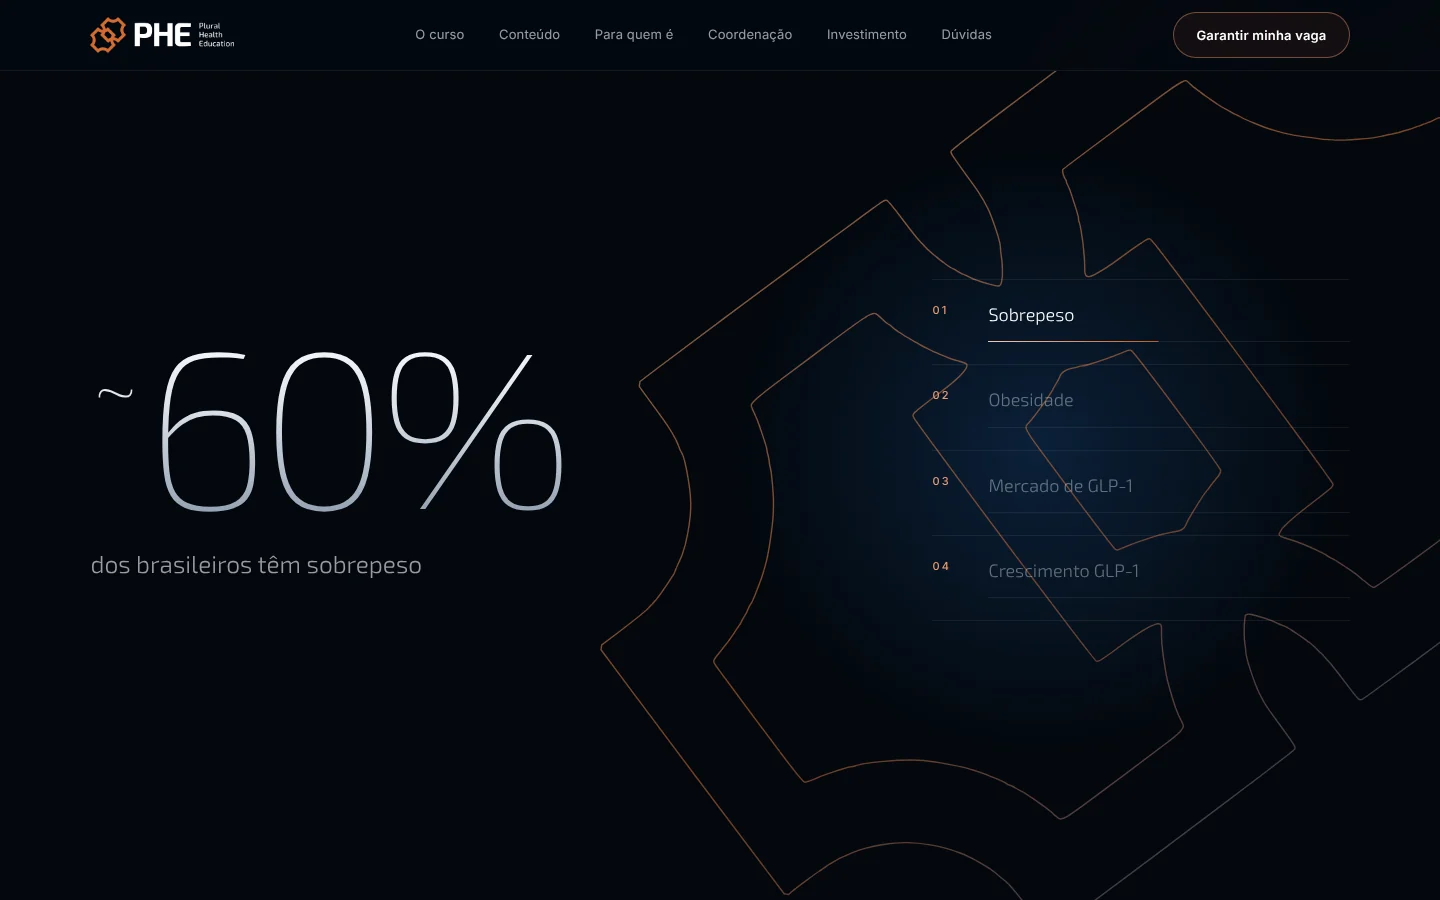 PHE
Plural
Health
Education
O curso
Conteúdo
Para quem é
Coordenação
Investimento
Dúvidas
Garantir minha vaga
~60%
dos brasileiros têm sobrepeso
01
Sobrepeso
02
Obesidade
03
Mercado de GLP-1
04
Crescimento GLP-1